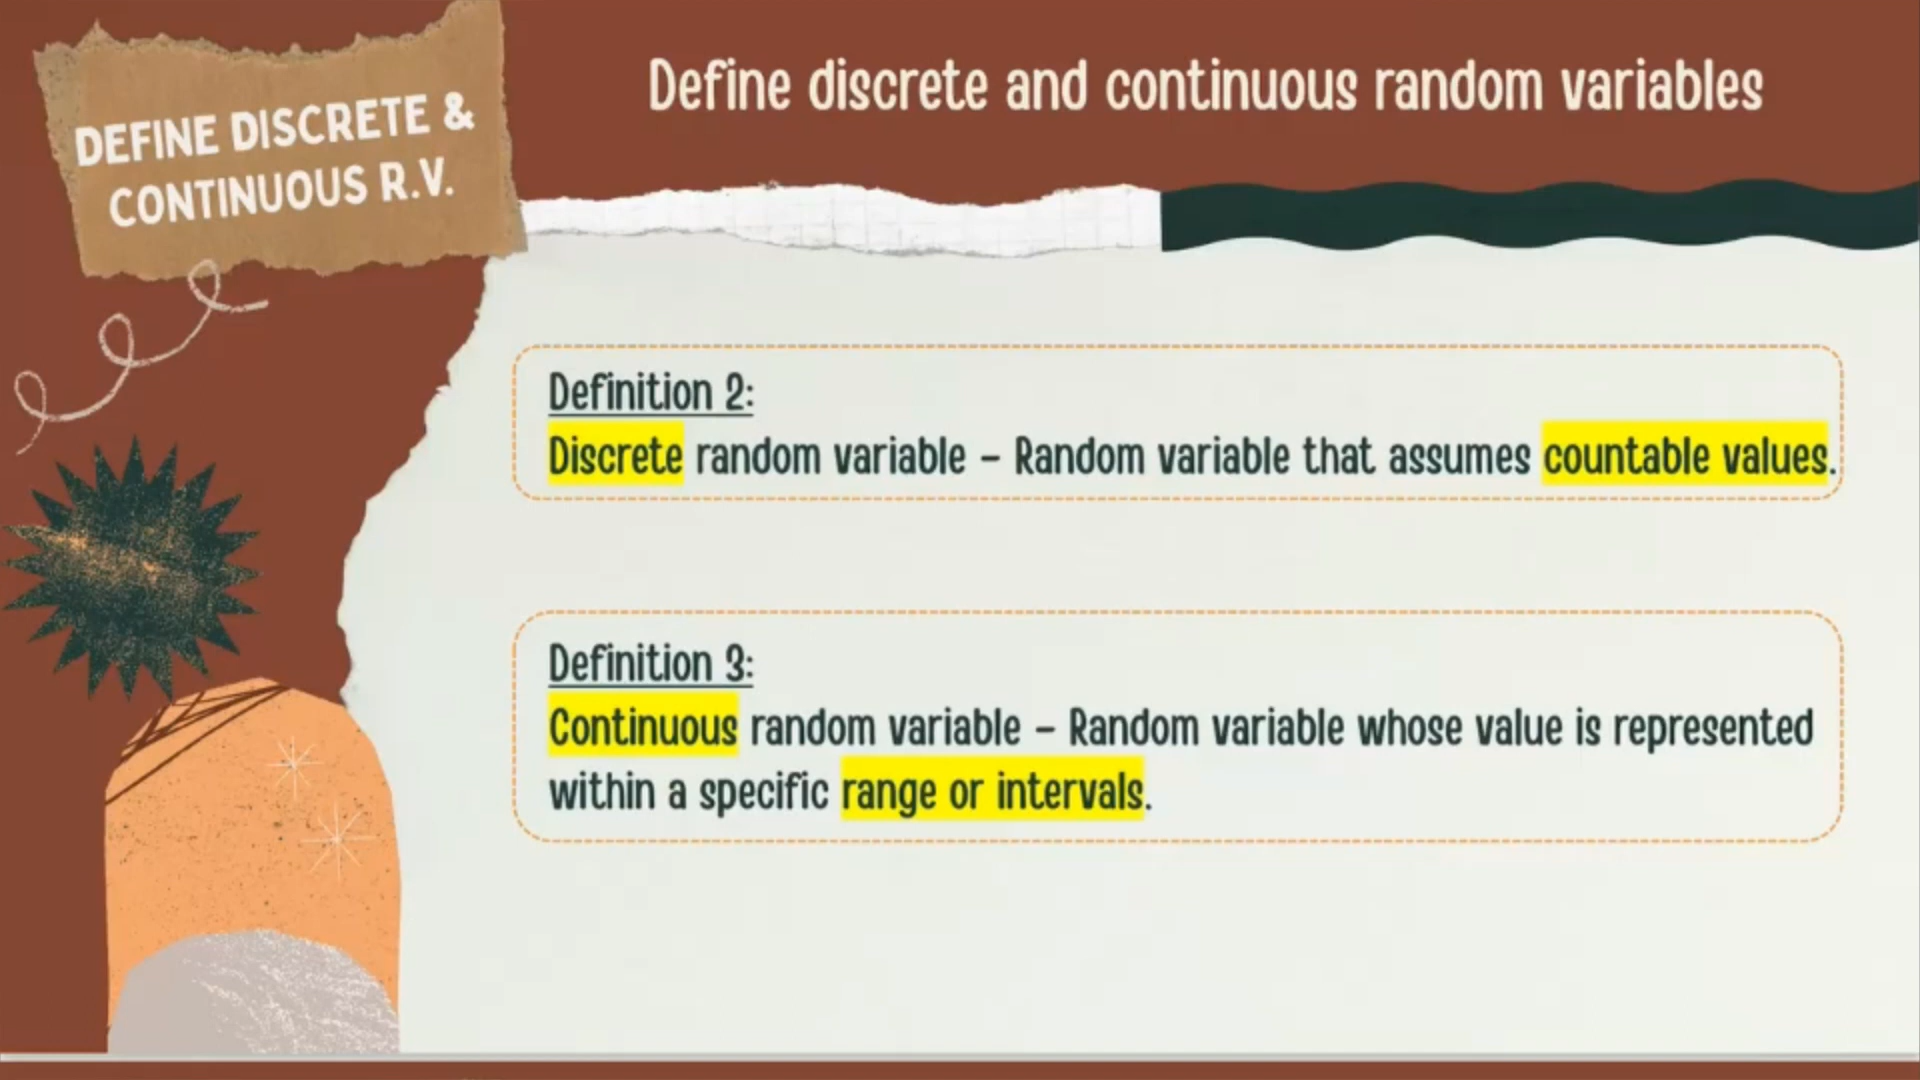 DEFINE DISCRETE &
CONTINUOUS R.V.
Define discrete and continuous random variables
Definition 2:
Discrete random variable – Random variable that assumes countable values.
Definition 3:
Continuous random variable – Random variable whose value is represented
within a specific range or intervals.